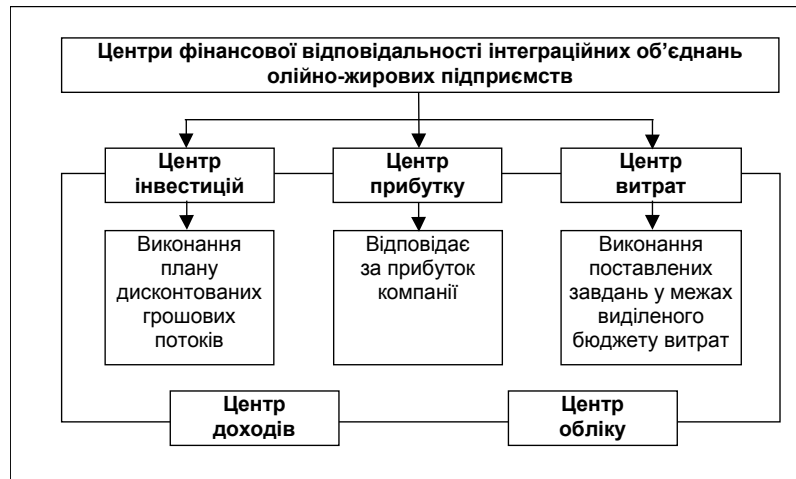 Центри фінансової відповідальності інтеграційних об’єднань
олійно-жирових підприємств
Центр
інвестицій
Центр
прибутку
Центр
витрат
Виконання
плану
дисконтованих
грошових
потоків
Відповідає
за прибуток
компанії
Виконання
поставлених
завдань у межах
виділеного
бюджету витрат
Центр
доходів
Центр
обліку